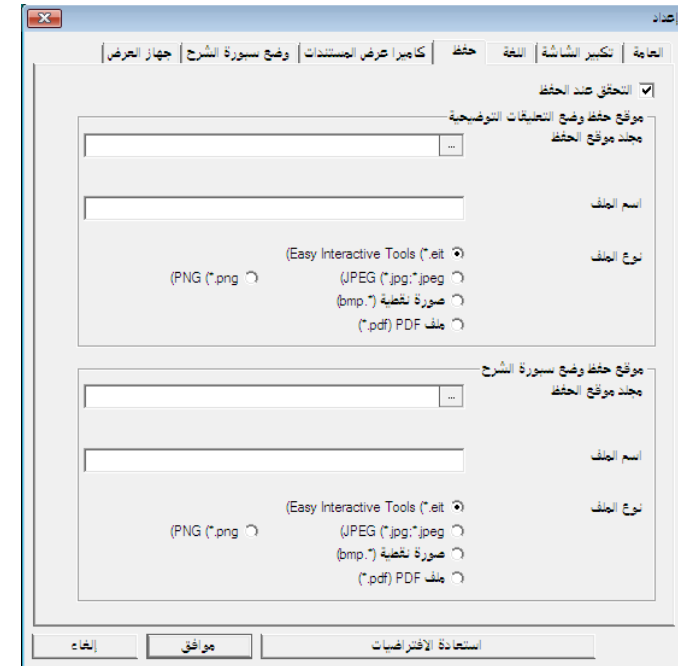 إعداد
العامة
تكبير الشاشة
اللغة
حفظ
كاميرا عرض المستندات
وضع سبورة الشرح
جهاز العرض
التحقق عند الحفظ
موقع حفظ وضع التعليقات التوضيحية
مجلد موقع الحفظ
...
اسم الملف
نوع الملف
(Easy Interactive Tools (*.eit
(JPEG (*.jpg;*.jpeg
(PNG (*.png
صورة نقطية (*.bmp)
ملف PDF (*.pdf)
موقع حفظ وضع سبورة الشرح
مجلد موقع الحفظ
...
اسم الملف
نوع الملف
(Easy Interactive Tools (*.eit
(JPEG (*.jpg;*.jpeg
(PNG (*.png
صورة نقطية (*.bmp)
ملف PDF (*.pdf)
استعادة الافتراضيات
موافق
إلغاء